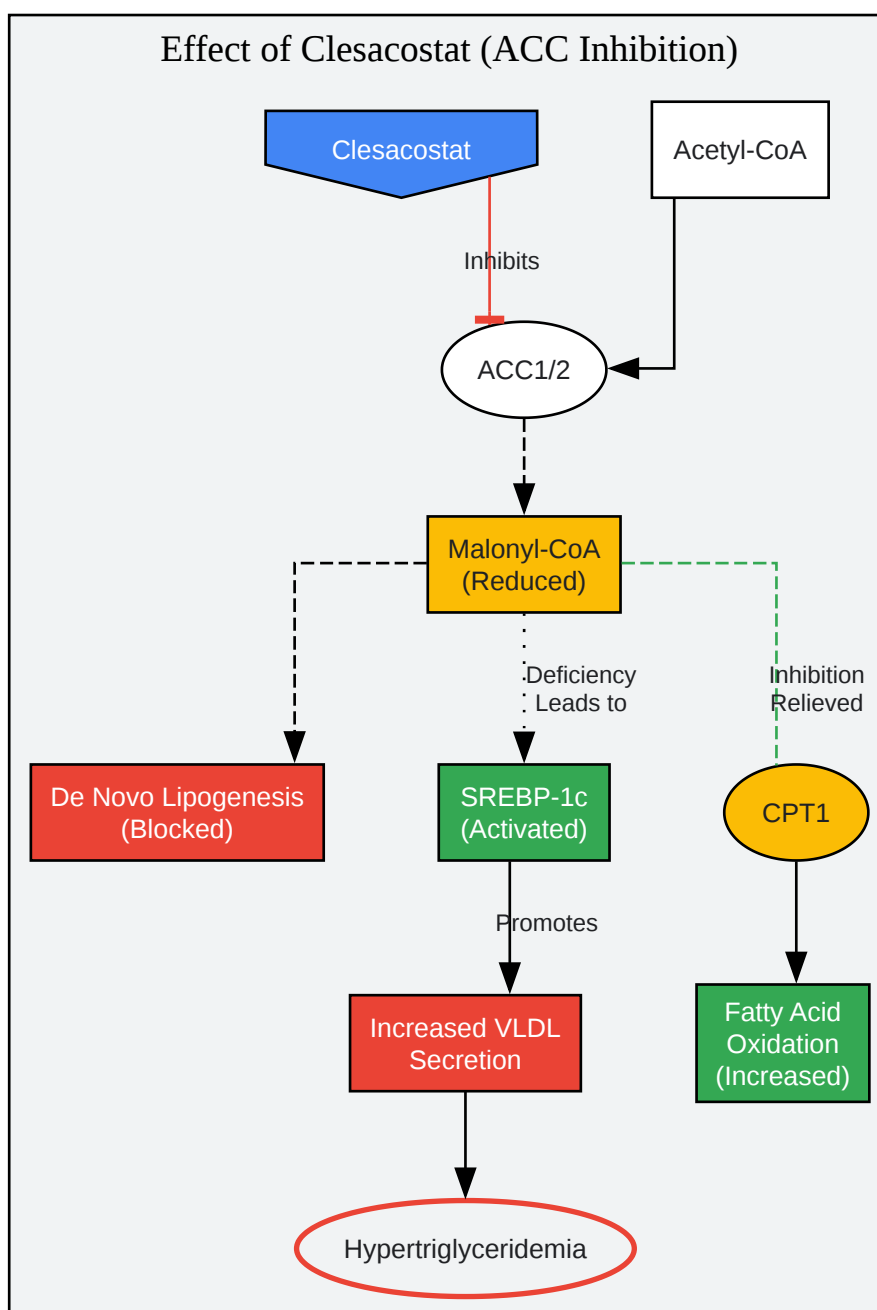 Effect of Clesacostat (ACC Inhibition)
Clesacostat
Acetyl-CoA
Inhibits
ACC1/2
Malonyl-CoA
(Reduced)
Deficiency
Leads to
Inhibition
Relieved
De Novo Lipogenesis
(Blocked)
SREBP-1c
(Activated)
CPT1
Promotes
Increased VLDL
Secretion
Fatty Acid
Oxidation
(Increased)
Hypertriglyceridemia